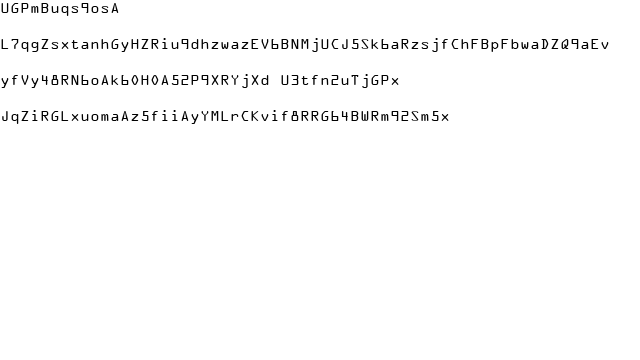 UGPmBuqs9osA
L7qgZsxtanhGyHZRiu9dhzwazEV6BNMjUCJ5Sk6aRzsjfChFBpFbwaDZQ9aEv
yfVy48RN6oAk60H0A52P9XRYjXd U3tfn2uTjGPx
JqZiRGLxuomaAz5fiiAyYMLrCKvif8RRG64BWRm92Sm5x